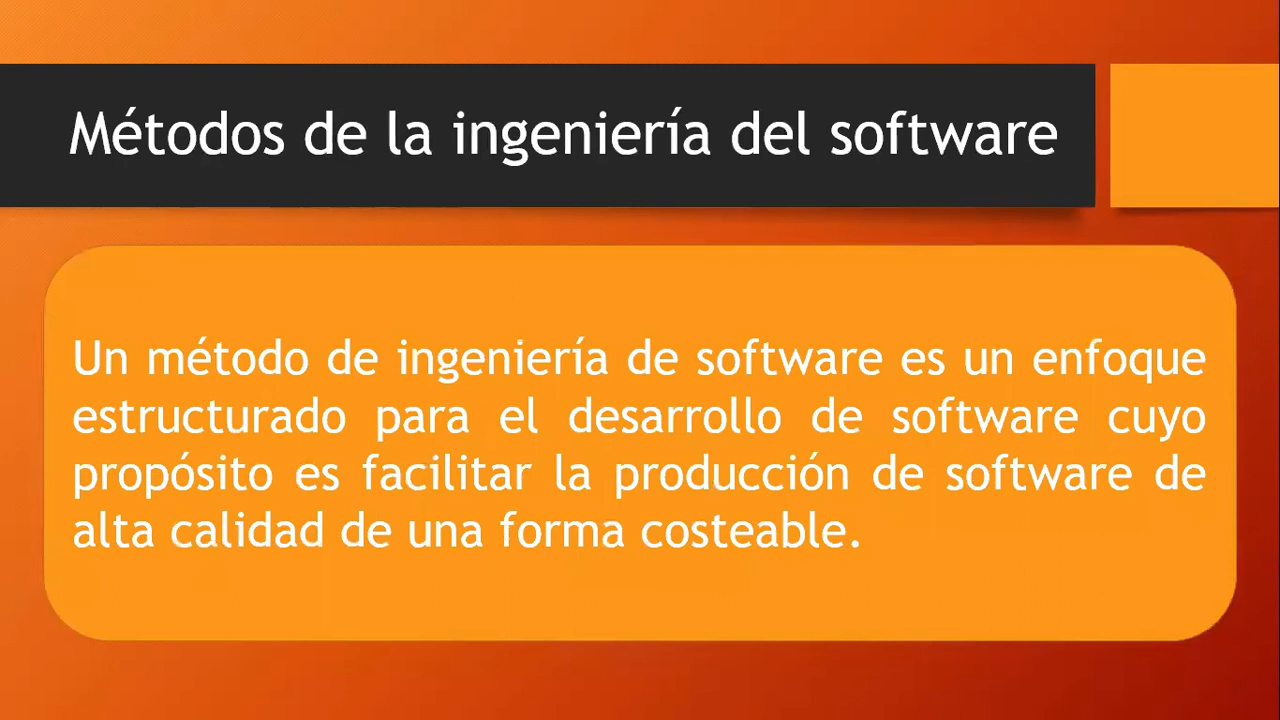 Métodos de la ingeniería del software
Un método de ingeniería de software es un enfoque
estructurado para el desarrollo de software cuyo
propósito es facilitar la producción de software de
alta calidad de una forma costeable.